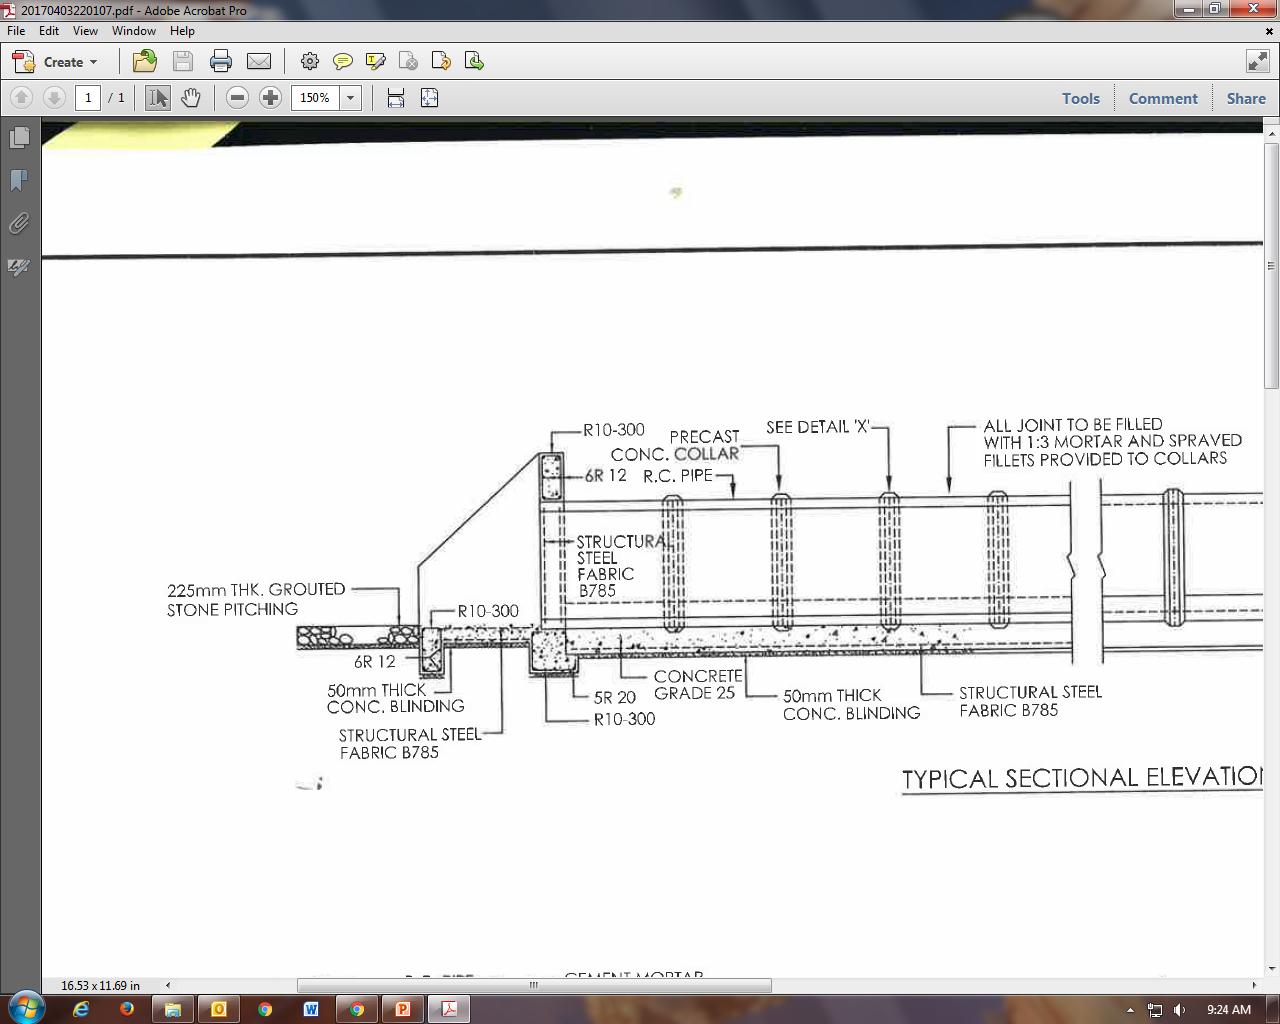 20170403220107.pdf - Adobe Acrobat Pro
File Edit View Window Help
Create
1 / 1
150%
Tools Comment Share
R10-300
PRECAST
CONC. COLLAR
SEE DETAIL 'X'
ALL JOINT TO BE FILLED
WITH 1:3 MORTAR AND SPRAVED
FILLETS PROVIDED TO COLLARS
6R 12
R.C. PIPE
STRUCTURAL
STEEL
FABRIC
B785
225mm THK. GROUTED
STONE PITCHING
R10-300
6R 12
50mm THICK
CONC. BLINDING
STRUCTURAL STEEL
FABRIC B785
5R 20
R10-300
CONCRETE
GRADE 25
50mm THICK
CONC. BLINDING
STRUCTURAL STEEL
FABRIC B785
TYPICAL SECTIONAL ELEVATION
CEMENT MORTAR
16.53 x 11.69 in
9:24 AM